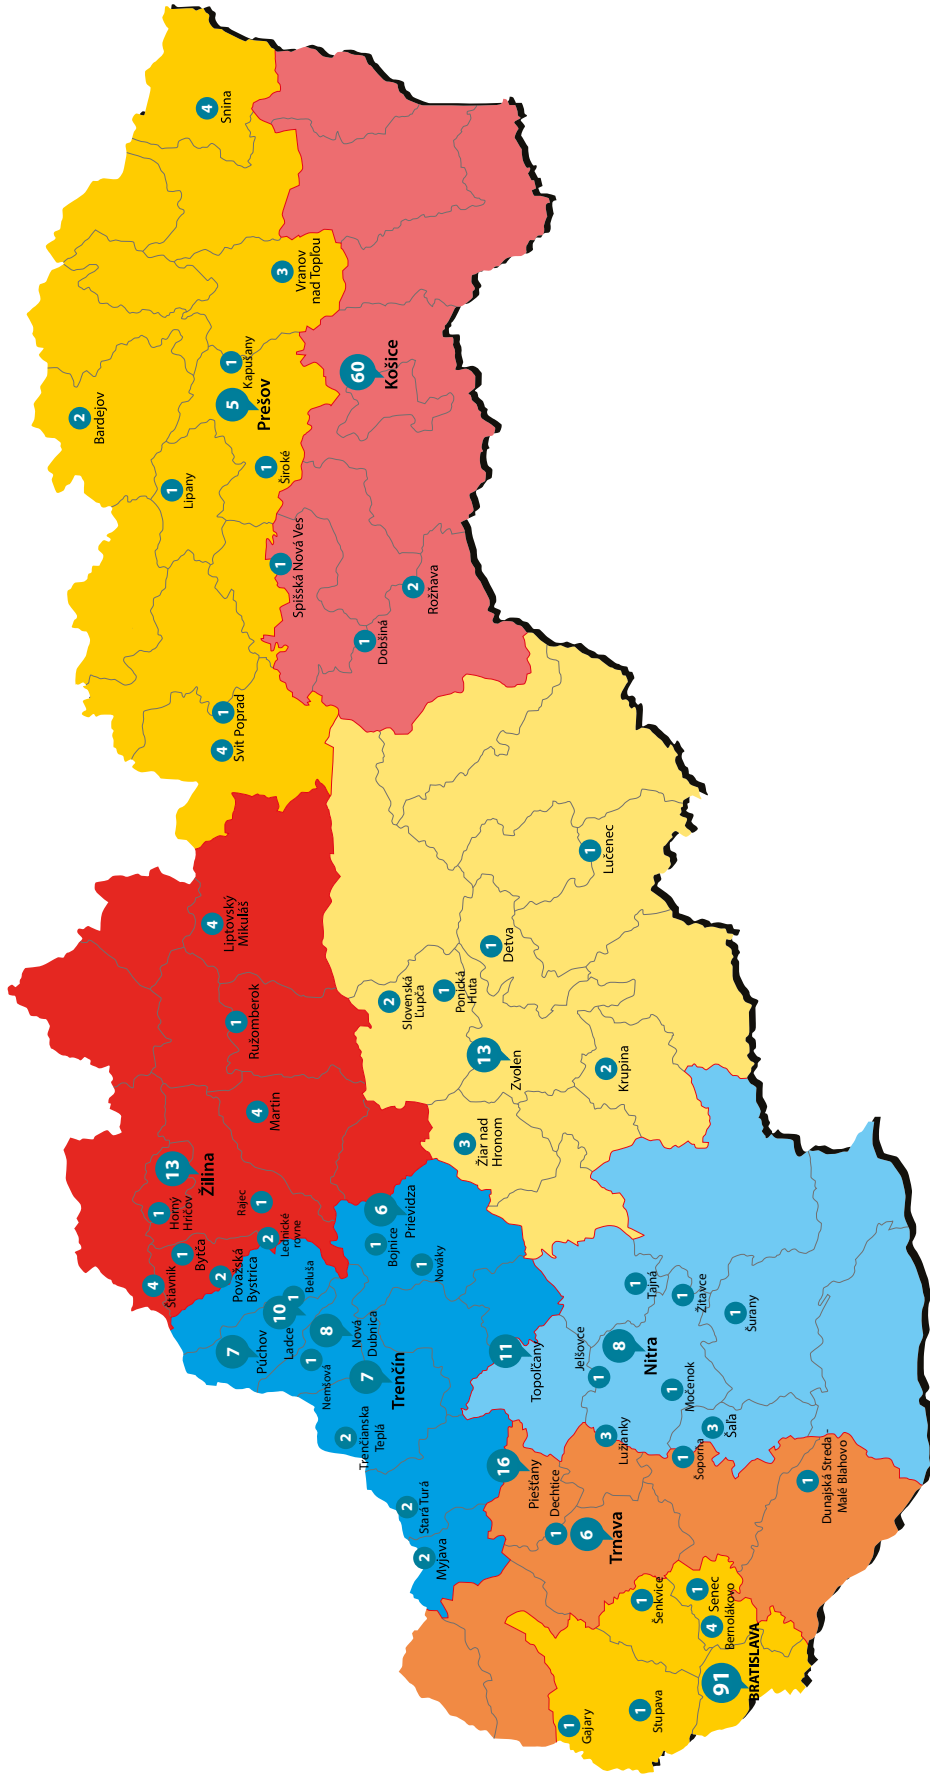 1
Gajary
1
Stupava
91
BRATISLAVA
4
Bernolákovo
1
Senec
1
Šenkvice
6
Trnava
1
Dechtice
16
Piešťany
1
Dunajská Streda -
Malé Blahovo
2
Myjava
2
Stará Turá
2
Trenčianska
Teplá
7
Trenčín
1
Nemšová
8
Nová
Dubnica
7
Púchov
10
Ladce
1
Beluša
2
Považská
Bystrica
2
Lednické
rovne
1
Bojnice
6
Prievidza
1
Nováky
11
Topoľčany
1
Jelšovce
8
Nitra
3
Lužianky
1
Močenok
1
Šoporňa
3
Šaľa
1
Tajná
1
Žitavce
1
Šurany
4
Štiavnik
1
Bytča
1
Horný
Hričov
13
Žilina
1
Rajec
4
Martin
1
Ružomberok
4
Liptovský
Mikuláš
3
Žiar nad
Hronom
13
Zvolen
2
Slovenská
Ľupča
1
Ponická
Huta
1
Detva
2
Krupina
1
Lučenec
4
Svit
1
Poprad
1
Lipany
2
Bardejov
1
Široké
5
Prešov
1
Kapušany
3
Vranov
nad Topľou
4
Snina
1
Spišská Nová Ves
1
Dobšiná
2
Rožňava
60
Košice